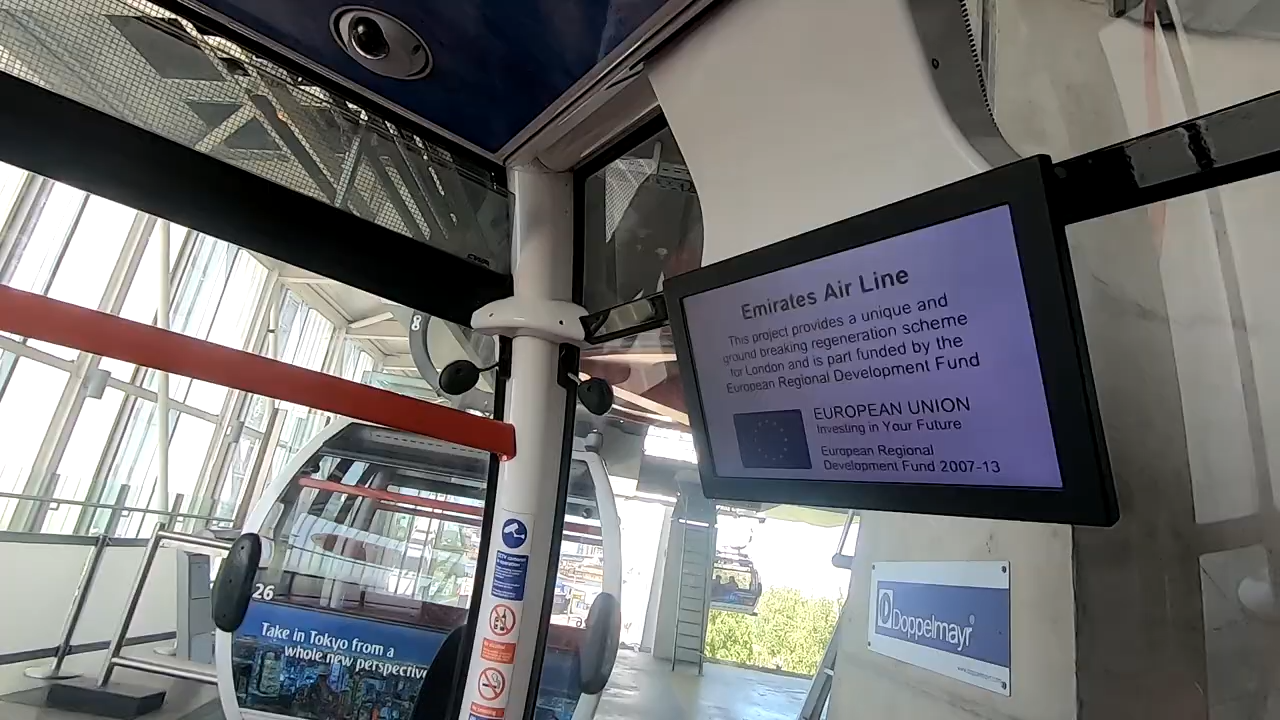 Emirates Air Line
This project provides a unique and
ground breaking regeneration scheme
for London and is part funded by the
European Regional Development Fund
EUROPEAN UNION
Investing in Your Future
European Regional
Development Fund 2007-13
8
26
Take in Tokyo from a
whole new perspective
Doppelmayr